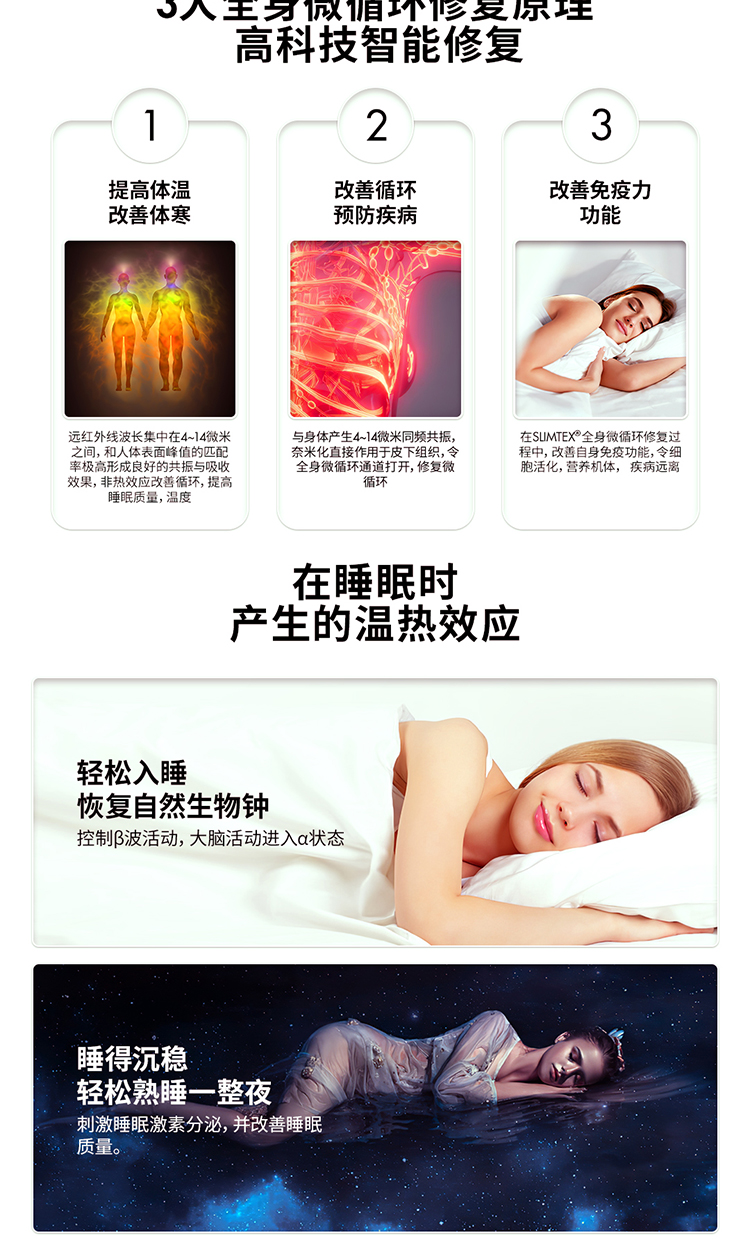 3大全身微循环修复原理
高科技智能修复
1
提高体温
改善体寒
远红外线波长集中在4~14微米
之间，和人体表面峰值的匹配
率极高形成良好的共振与吸收
效果，非热效应改善循环，提高
睡眠质量，温度
2
改善循环
预防疾病
与身体产生4~14微米同频共振，
奈米化直接作用于皮下组织，令
全身微循环通道打开，修复微
循环
3
改善免疫力
功能
在SLIMTEX®全身微循环修复过
程中，改善自身免疫功能，令细
胞活化，营养机体， 疾病远离
在睡眠时
产生的温热效应
轻松入睡
恢复自然生物钟
控制β波活动，大脑活动进入α状态
睡得沉稳
轻松熟睡一整夜
刺激睡眠激素分泌，并改善睡眠
质量。